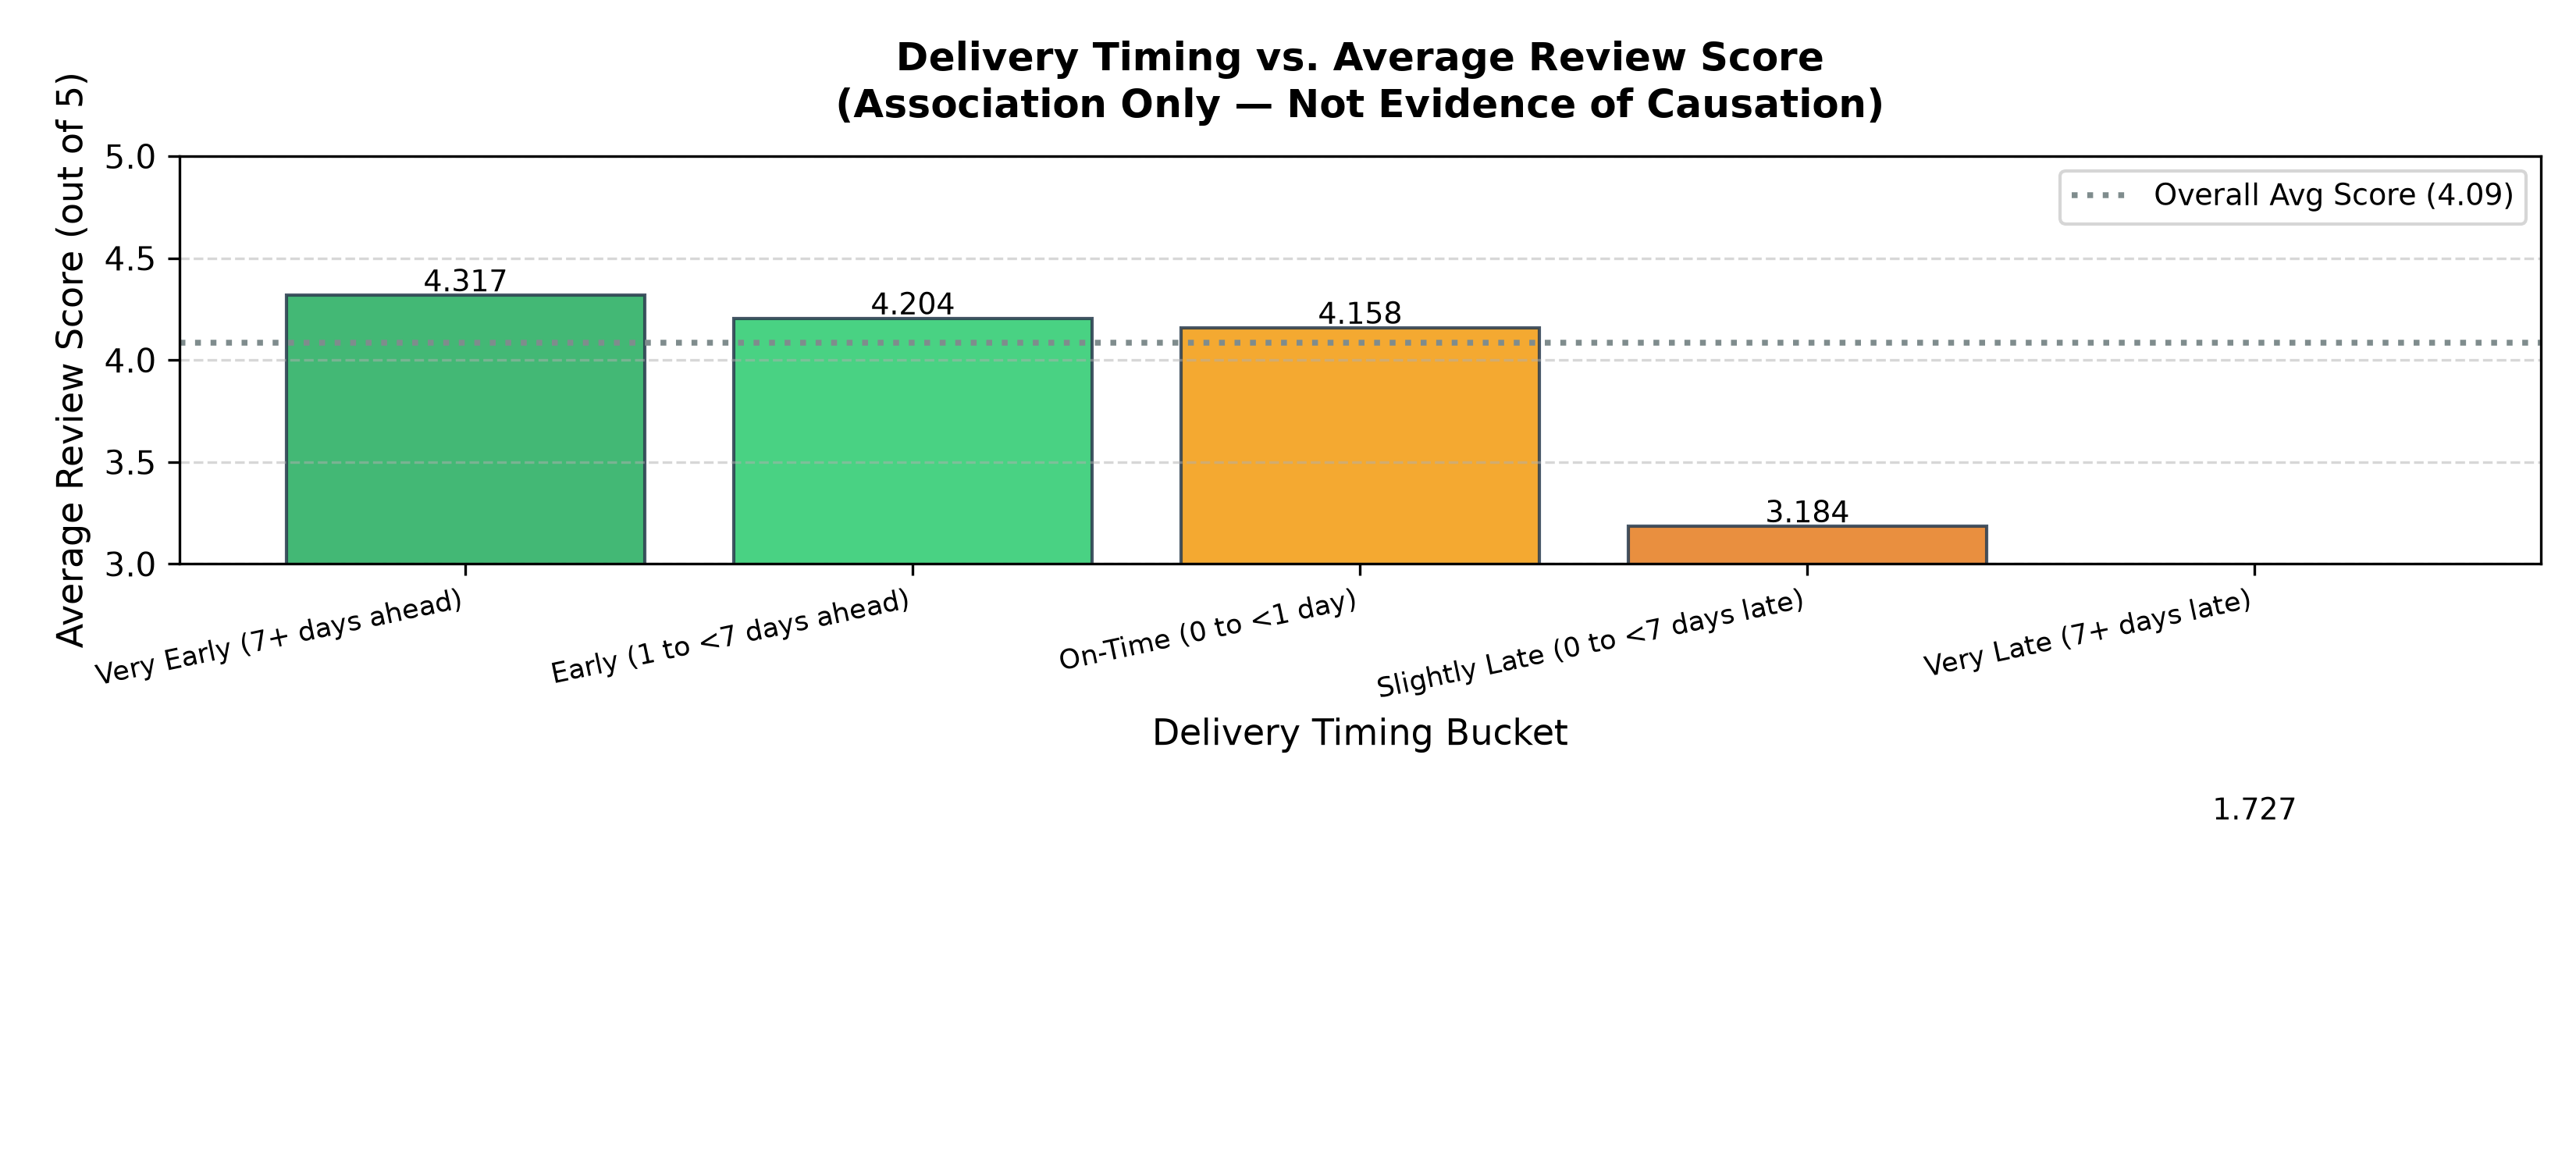 Delivery Timing vs. Average Review Score
(Association Only — Not Evidence of Causation)
Average Review Score (out of 5)
5.0
4.5
4.0
3.5
3.0
Overall Avg Score (4.09)
4.317
4.204
4.158
3.184
Very Early (7+ days ahead)
Early (1 to <7 days ahead)
On-Time (0 to <1 day)
Slightly Late (0 to <7 days late)
Very Late (7+ days late)
Delivery Timing Bucket
1.727